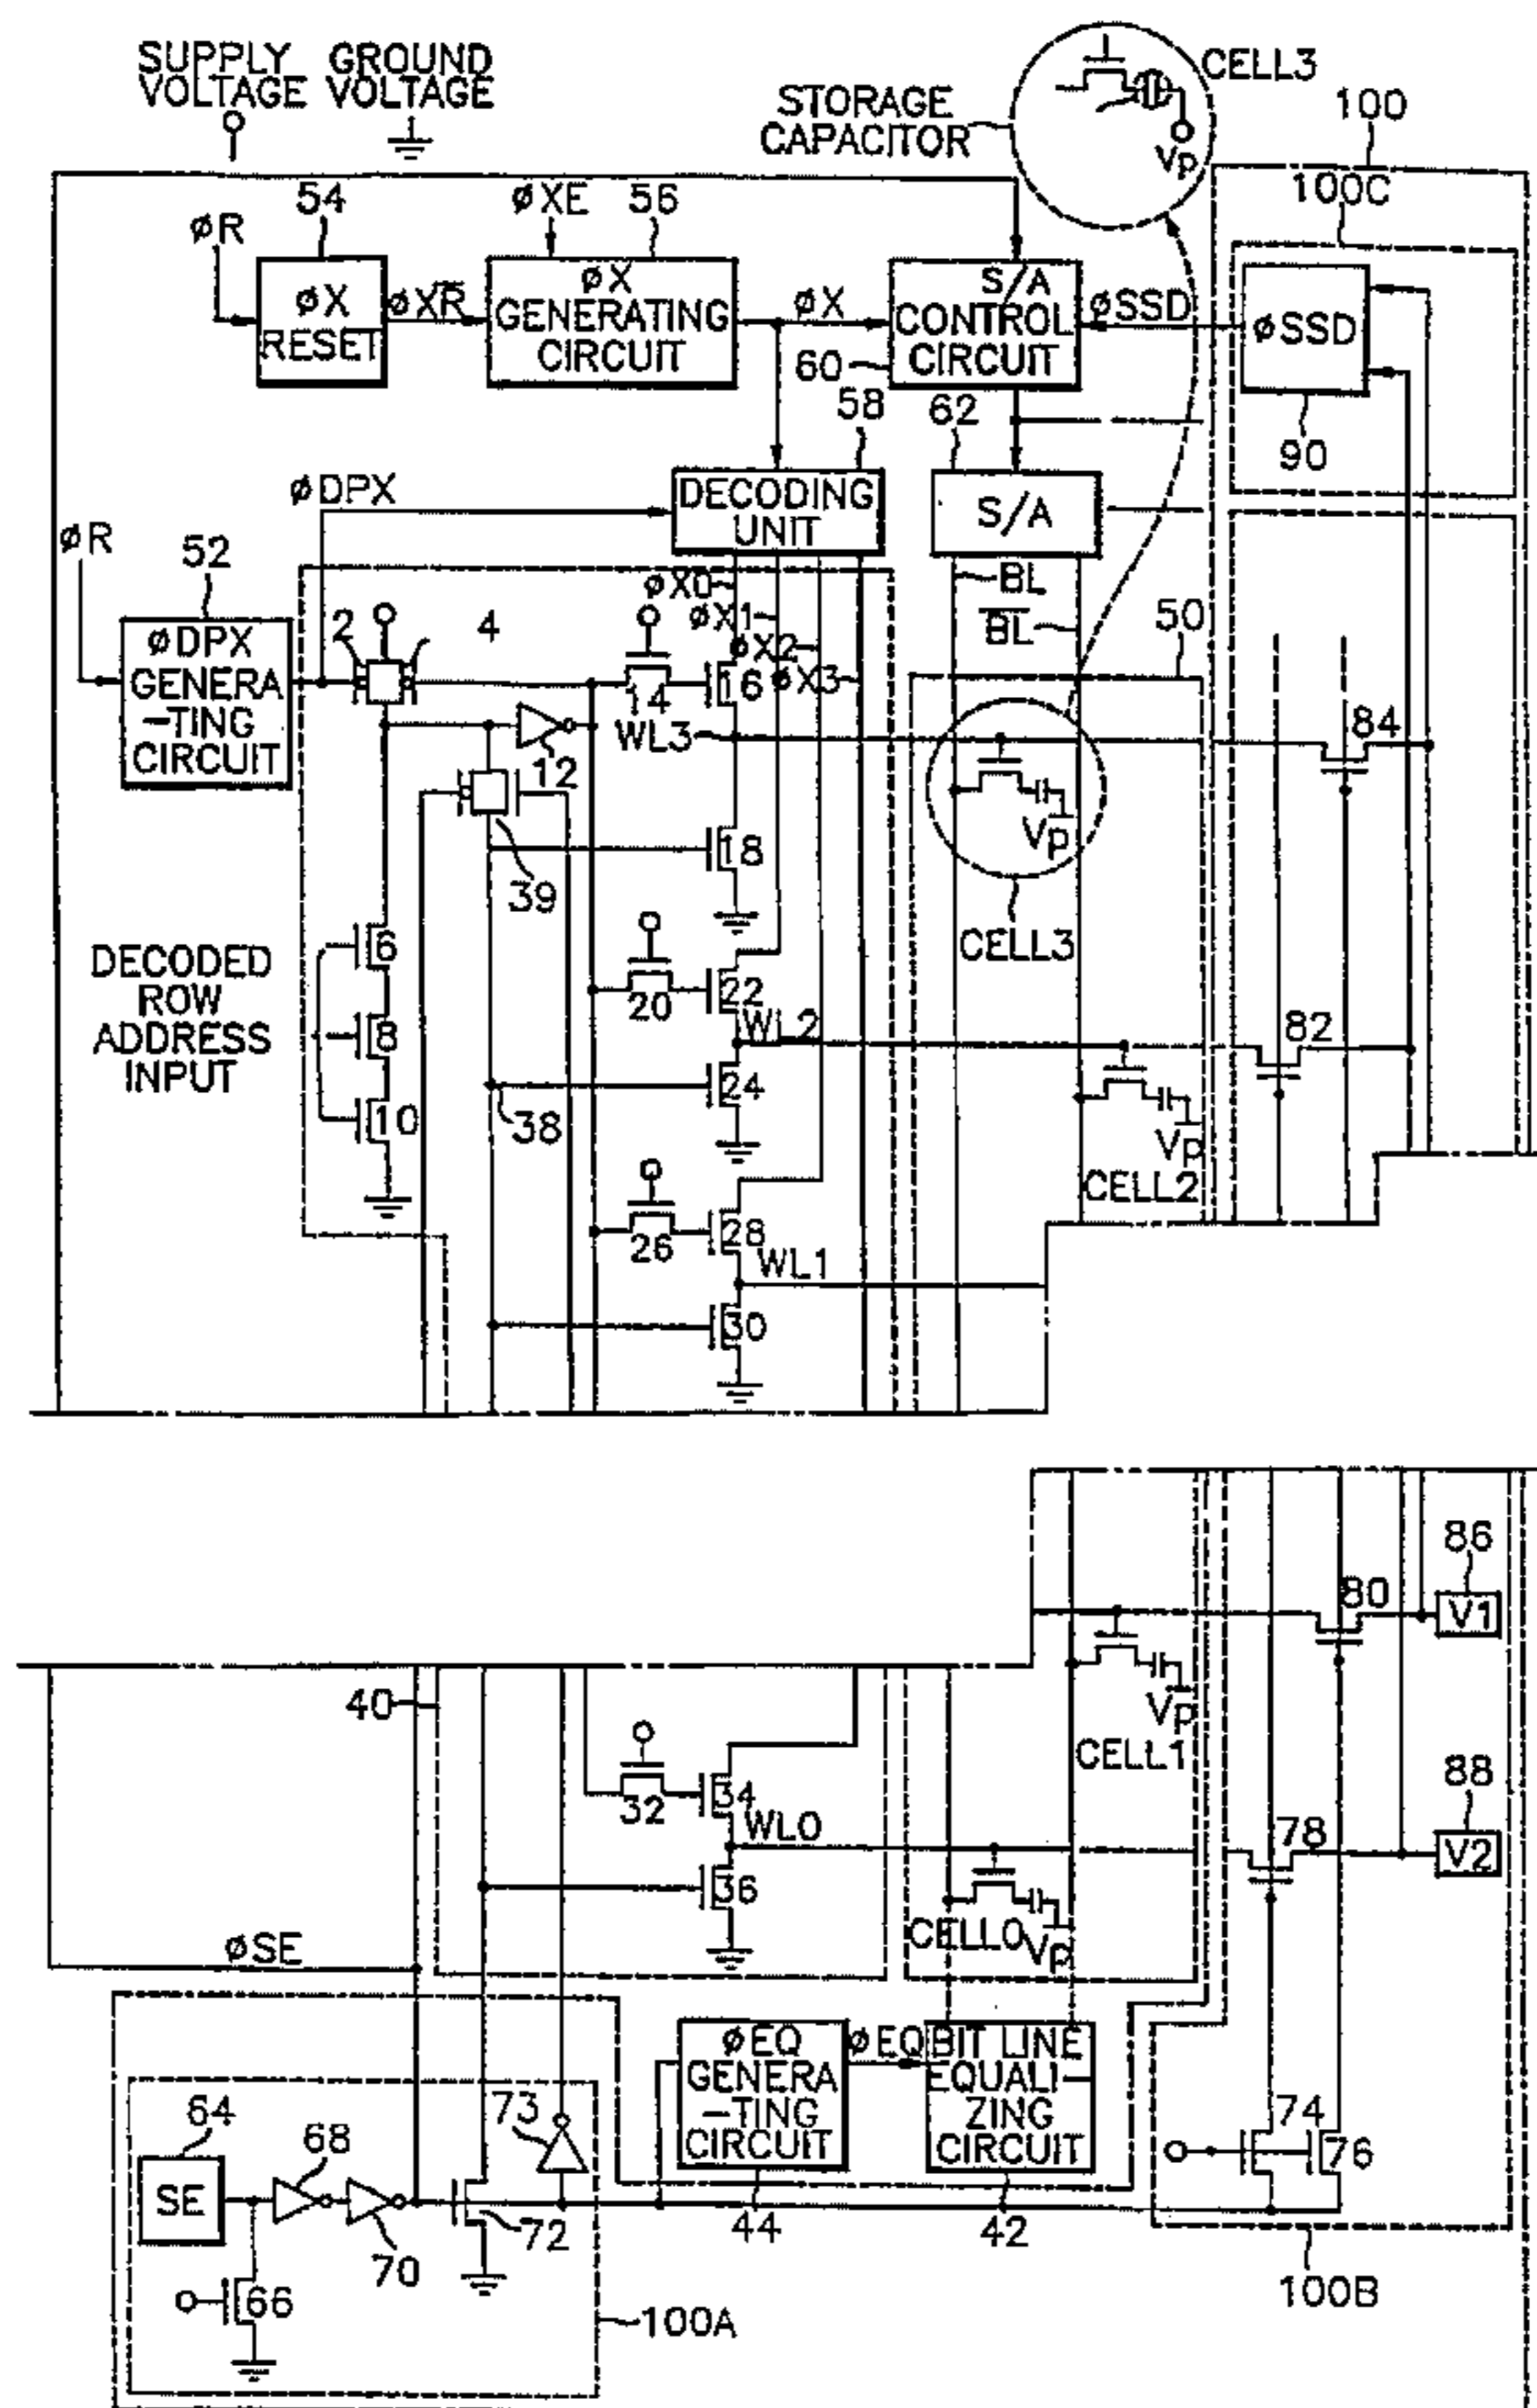 SUPPLY GROUND
VOLTAGE VOLTAGE
STORAGE
CAPACITOR
CELL3
Vp
100
100C
54
øXE
56
øR
øX
RESET
øXR̅
øX
GENERATING
CIRCUIT
øX
S/A
CONTROL
CIRCUIT
60
øSSD
øSSD
90
58
62
øDPX
DECODING
UNIT
S/A
øR
52
øDPX
GENERA
-TING
CIRCUIT
2
4
øX0
øX1
øX2
øX3
BL
B̅L̅
50
14
16
WL3
12
84
18
39
Vp
CELL3
DECODED
ROW
ADDRESS
INPUT
6
8
10
20
22
WL2
82
24
38
Vp
CELL2
26
28
WL1
30
86
80
V1
40
Vp
CELL1
32
34
WL0
88
78
V2
36
CELL0
Vp
øSE
øEQ
GENERA
-TING
CIRCUIT
øEQ
BIT LINE
EQUALI-
ZING
CIRCUIT
64
68
73
74
76
SE
72
44
42
70
66
100A
100B